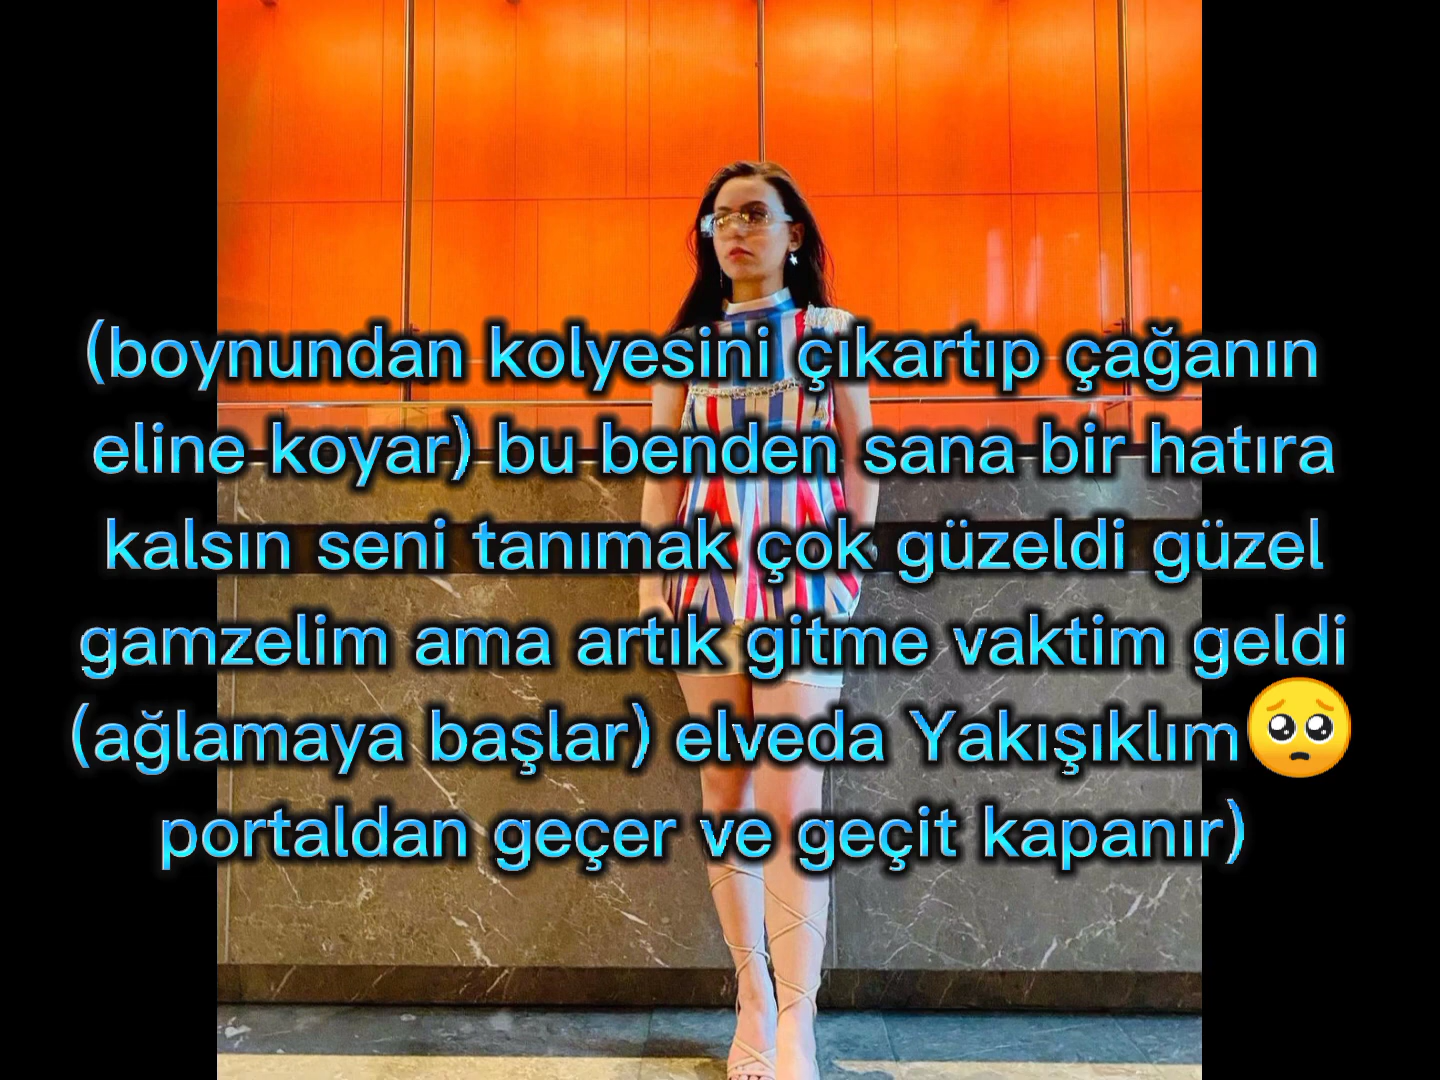 (boynundan kolyesini çıkartıp çağanın
eline koyar) bu benden sana bir hatıra
kalsın seni tanımak çok güzeldi güzel
gamzelim ama artık gitme vaktim geldi
(ağlamaya başlar) elveda Yakışıklım🥺
portaldan geçer ve geçit kapanır)